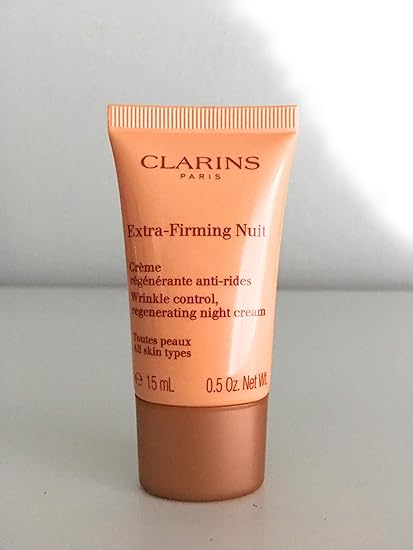 CLARINS
PARIS
Extra-Firming Nuit
Crème
régénérante anti-rides
Wrinkle control,
regenerating night cream
Toutes peaux
All skin types
℮ 15 mL 0.5 Oz. Net Wt.